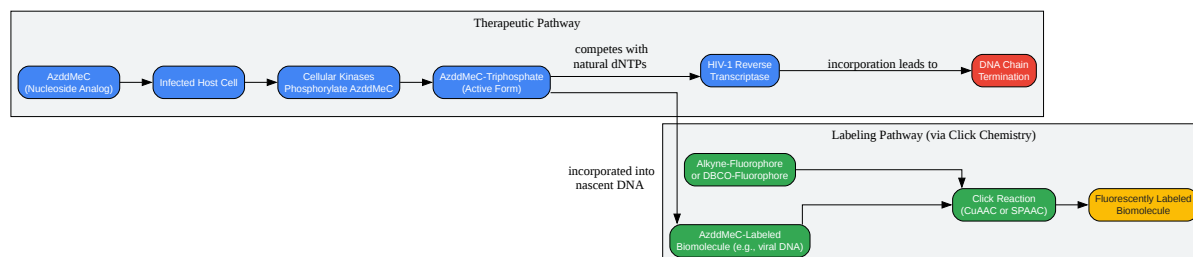 Therapeutic Pathway
AzddMeC
(Nucleoside Analog)
Infected Host Cell
Cellular Kinases
Phosphorylate AzddMeC
AzddMeC-Triphosphate
(Active Form)
competes with
natural dNTPs
HIV-1 Reverse
Transcriptase
incorporation leads to
DNA Chain
Termination
incorporated into
nascent DNA
Labeling Pathway (via Click Chemistry)
Alkyne-Fluorophore
or DBCO-Fluorophore
AzddMeC-Labeled
Biomolecule (e.g., viral DNA)
Click Reaction
(CuAAC or SPAAC)
Fluorescently Labeled
Biomolecule